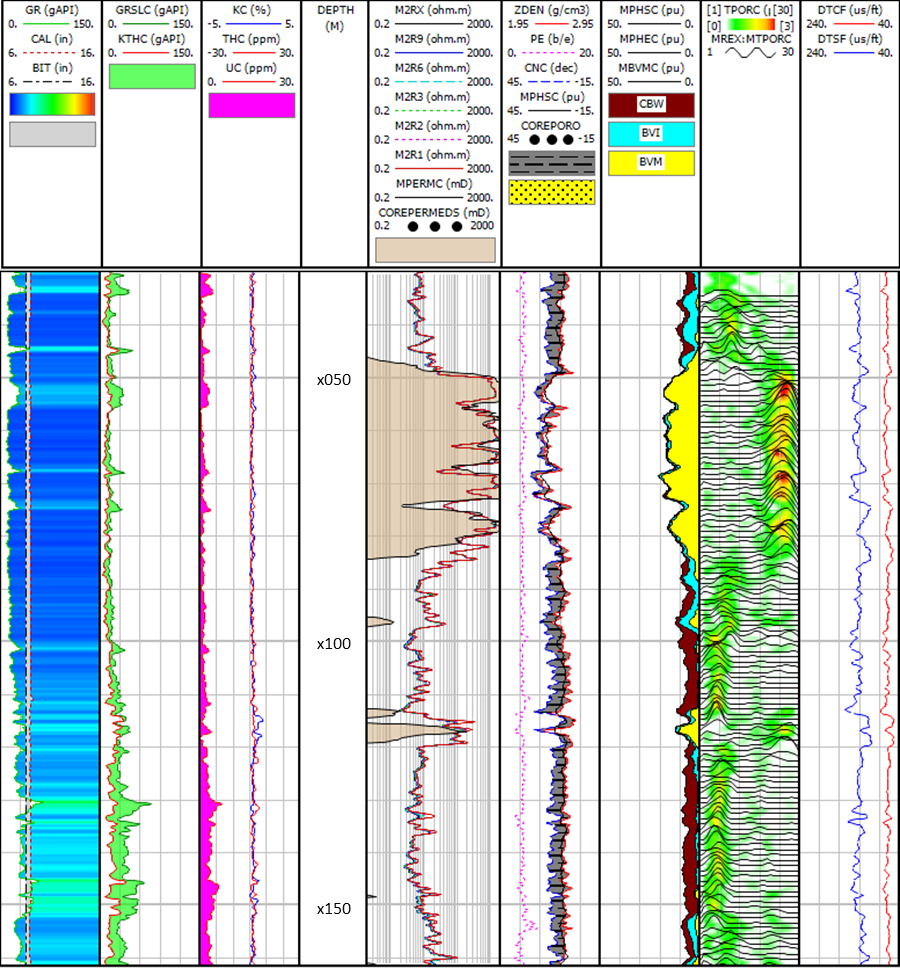 GR (gAPI)
0. 150.
CAL (in)
6. 16.
BIT (in)
6. 16.
GRSLC (gAPI)
0. 150.
KTHC (gAPI)
0. 150.
KC (%)
-5. 5.
THC (ppm)
-30. 30.
UC (ppm)
0. 30.
DEPTH
(M)
M2RX (ohm.m)
0.2 2000.
M2R9 (ohm.m)
0.2 2000.
M2R6 (ohm.m)
0.2 2000.
M2R3 (ohm.m)
0.2 2000.
M2R2 (ohm.m)
0.2 2000.
M2R1 (ohm.m)
0.2 2000.
MPERMC (mD)
0.2 2000.
COREPERMEDS (mD)
0.2 2000
ZDEN (g/cm3)
1.95 2.95
PE (b/e)
0. 20.
CNC (dec)
45. -15.
MPHSC (pu)
45. -15.
COREPORO
45 -15
MPHSC (pu)
50. 0.
MPHEC (pu)
50. 0.
MBVMC (pu)
50. 0.
CBW
BVI
BVM
[1] TPORC (¡[30]
[0] [3]
MREX:MTPORC
1 30
DTCF (us/ft)
240. 40.
DTSF (us/ft)
240. 40.
x050
x100
x150